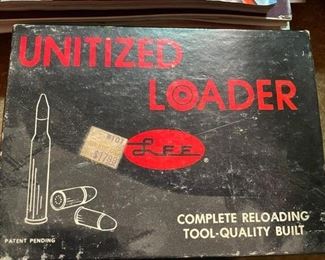 UNITIZED
LOADER
Lee
®
COMPLETE RELOADING
TOOL-QUALITY BUILT
PATENT PENDING